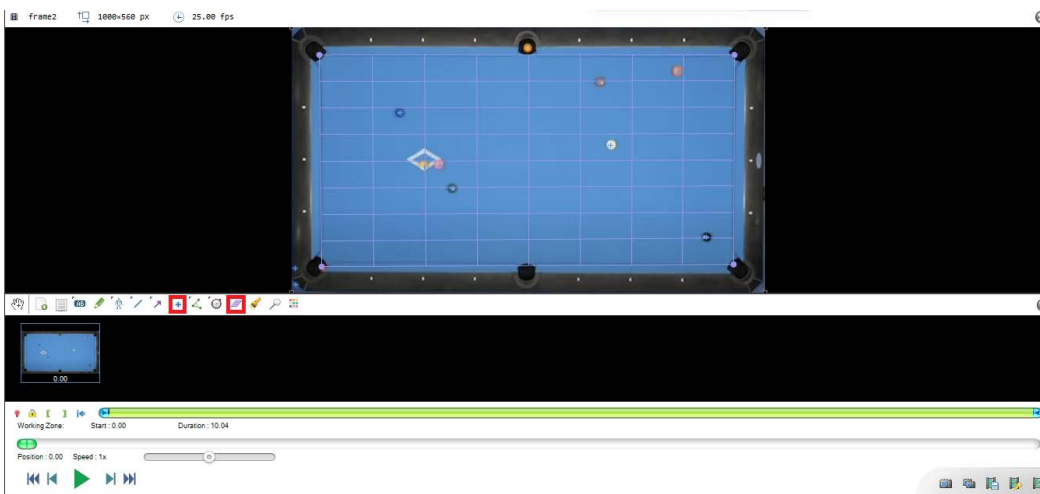 frame2 1000×560 px 25.00 fps
AB
0.00
Working Zone: Start : 0.00 Duration : 10.04
Position : 0.00 Speed : 1x